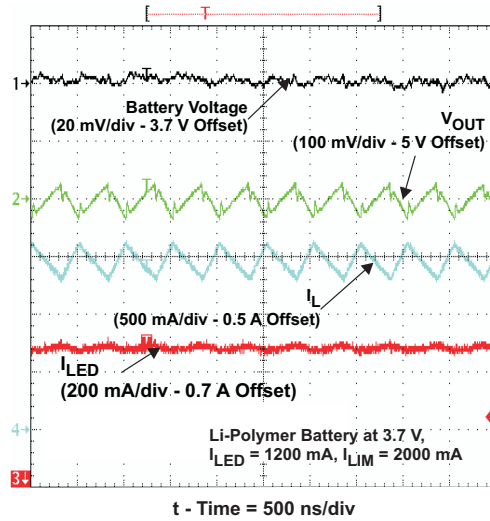 T
1
T
Battery Voltage
(20 mV/div - 3.7 V Offset)
VOUT
(100 mV/div - 5 V Offset)
2
T
IL
(500 mA/div - 0.5 A Offset)
ILED
(200 mA/div - 0.7 A Offset)
4
Li-Polymer Battery at 3.7 V,
ILED = 1200 mA, ILIM = 2000 mA
3
t - Time = 500 ns/div